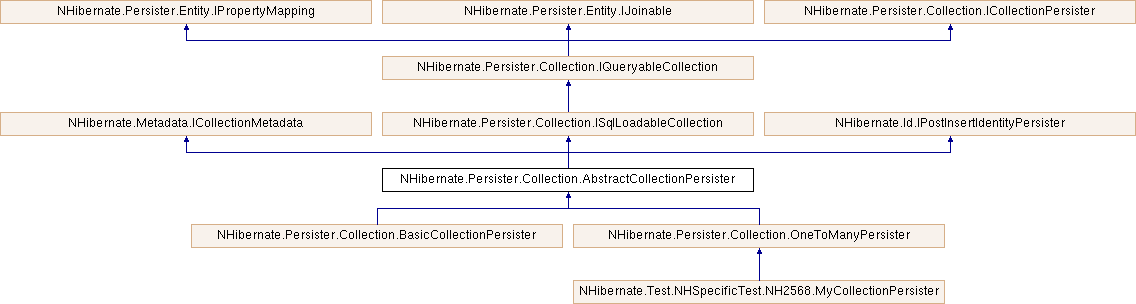 NHibernate.Persister.Entity.IPropertyMapping
NHibernate.Persister.Entity.IJoinable
NHibernate.Persister.Collection.ICollectionPersister
NHibernate.Persister.Collection.IQueryableCollection
NHibernate.Metadata.ICollectionMetadata
NHibernate.Persister.Collection.ISqlLoadableCollection
NHibernate.Id.IPostInsertIdentityPersister
NHibernate.Persister.Collection.AbstractCollectionPersister
NHibernate.Persister.Collection.BasicCollectionPersister
NHibernate.Persister.Collection.OneToManyPersister
NHibernate.Test.NHSpecificTest.NH2568.MyCollectionPersister